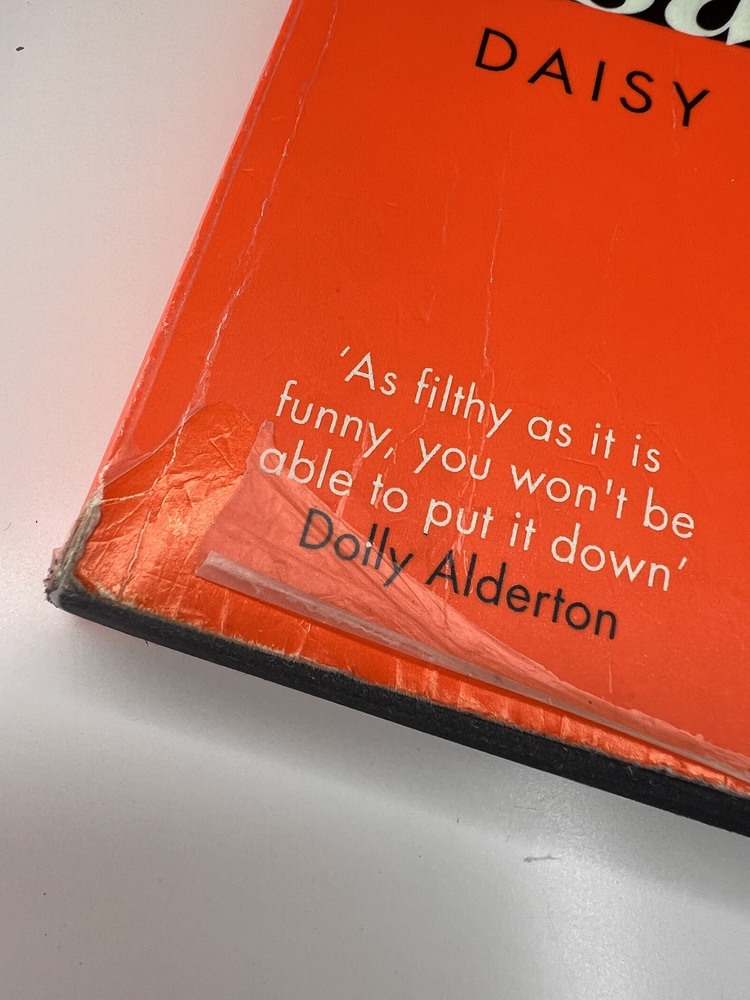 DAISY
'As filthy as it is
funny, you won't be
able to put it down'
Dolly Alderton